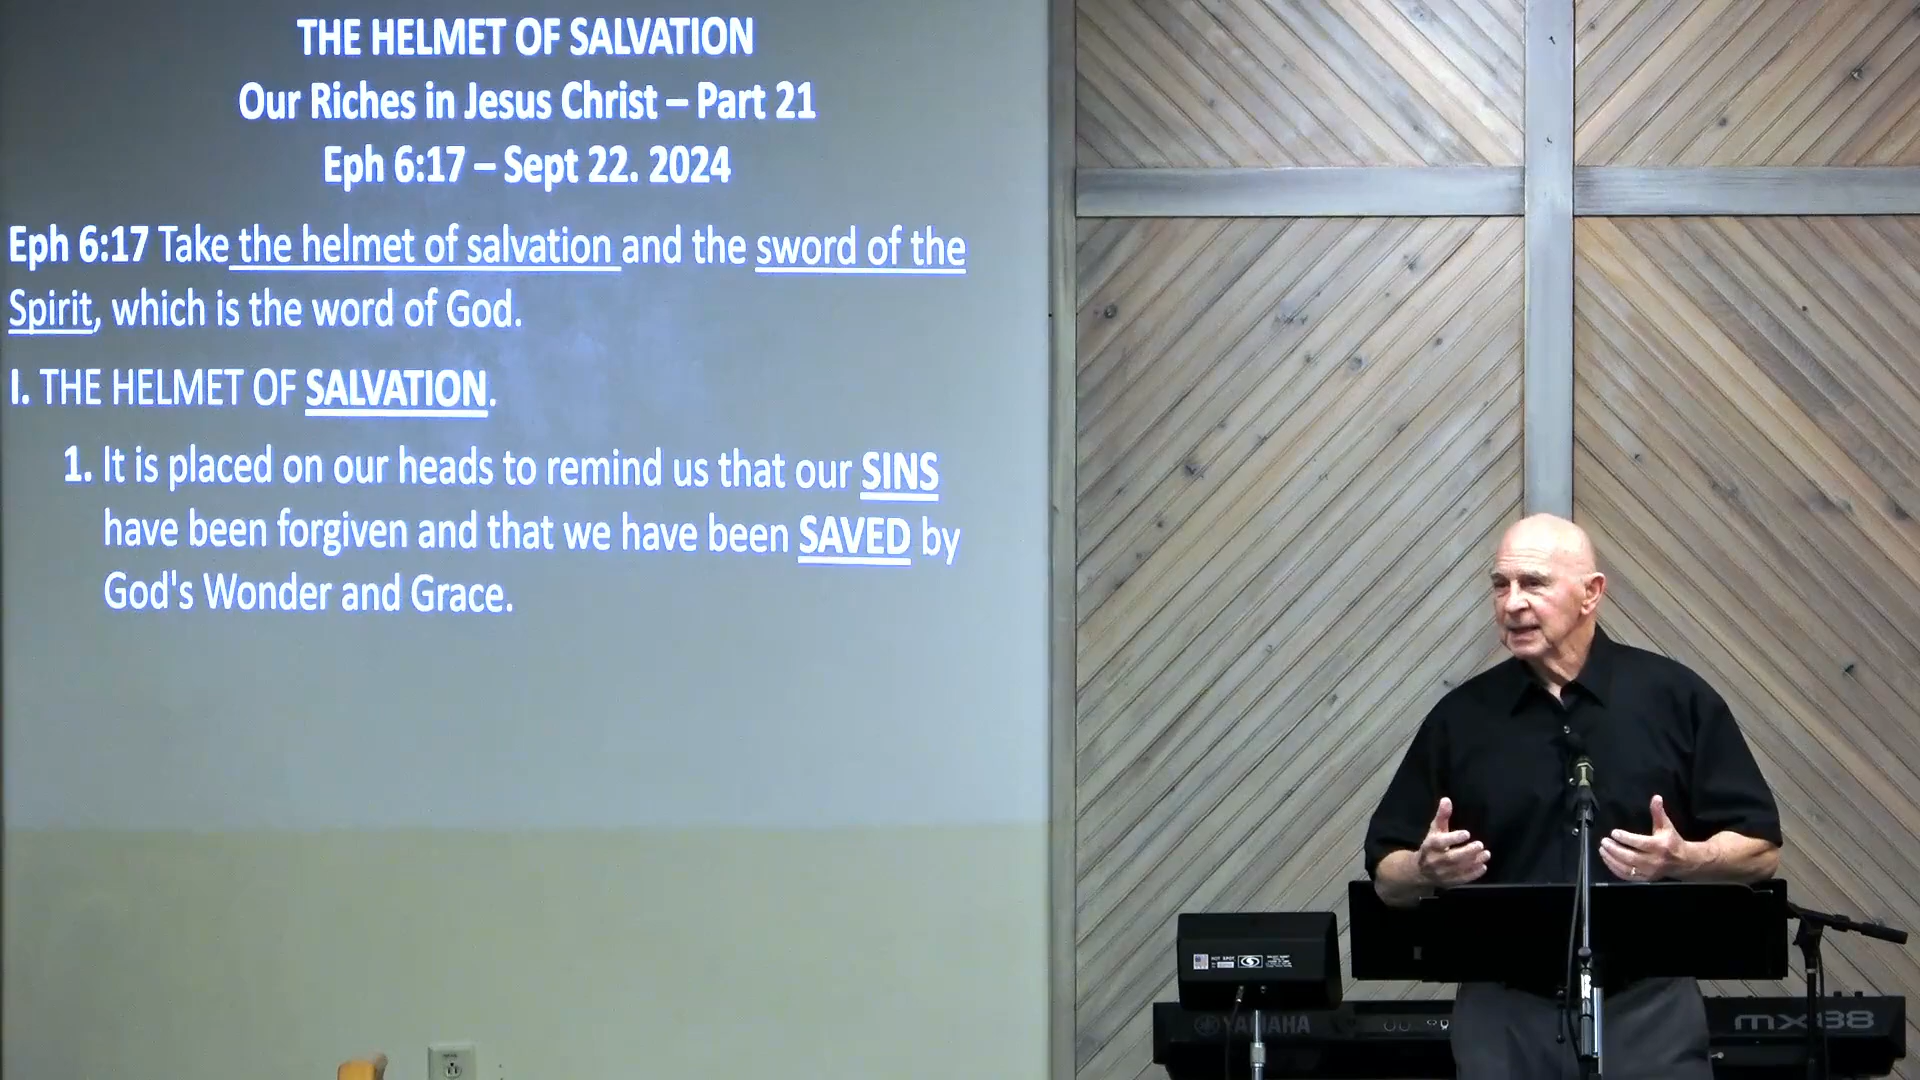 THE HELMET OF SALVATION
Our Riches in Jesus Christ – Part 21
Eph 6:17 – Sept 22. 2024
Eph 6:17 Take the helmet of salvation and the sword of the
Spirit, which is the word of God.
I. THE HELMET OF SALVATION.
1. It is placed on our heads to remind us that our SINS
have been forgiven and that we have been SAVED by
God's Wonder and Grace.
HOT SPOT
YAMAHA
MX88